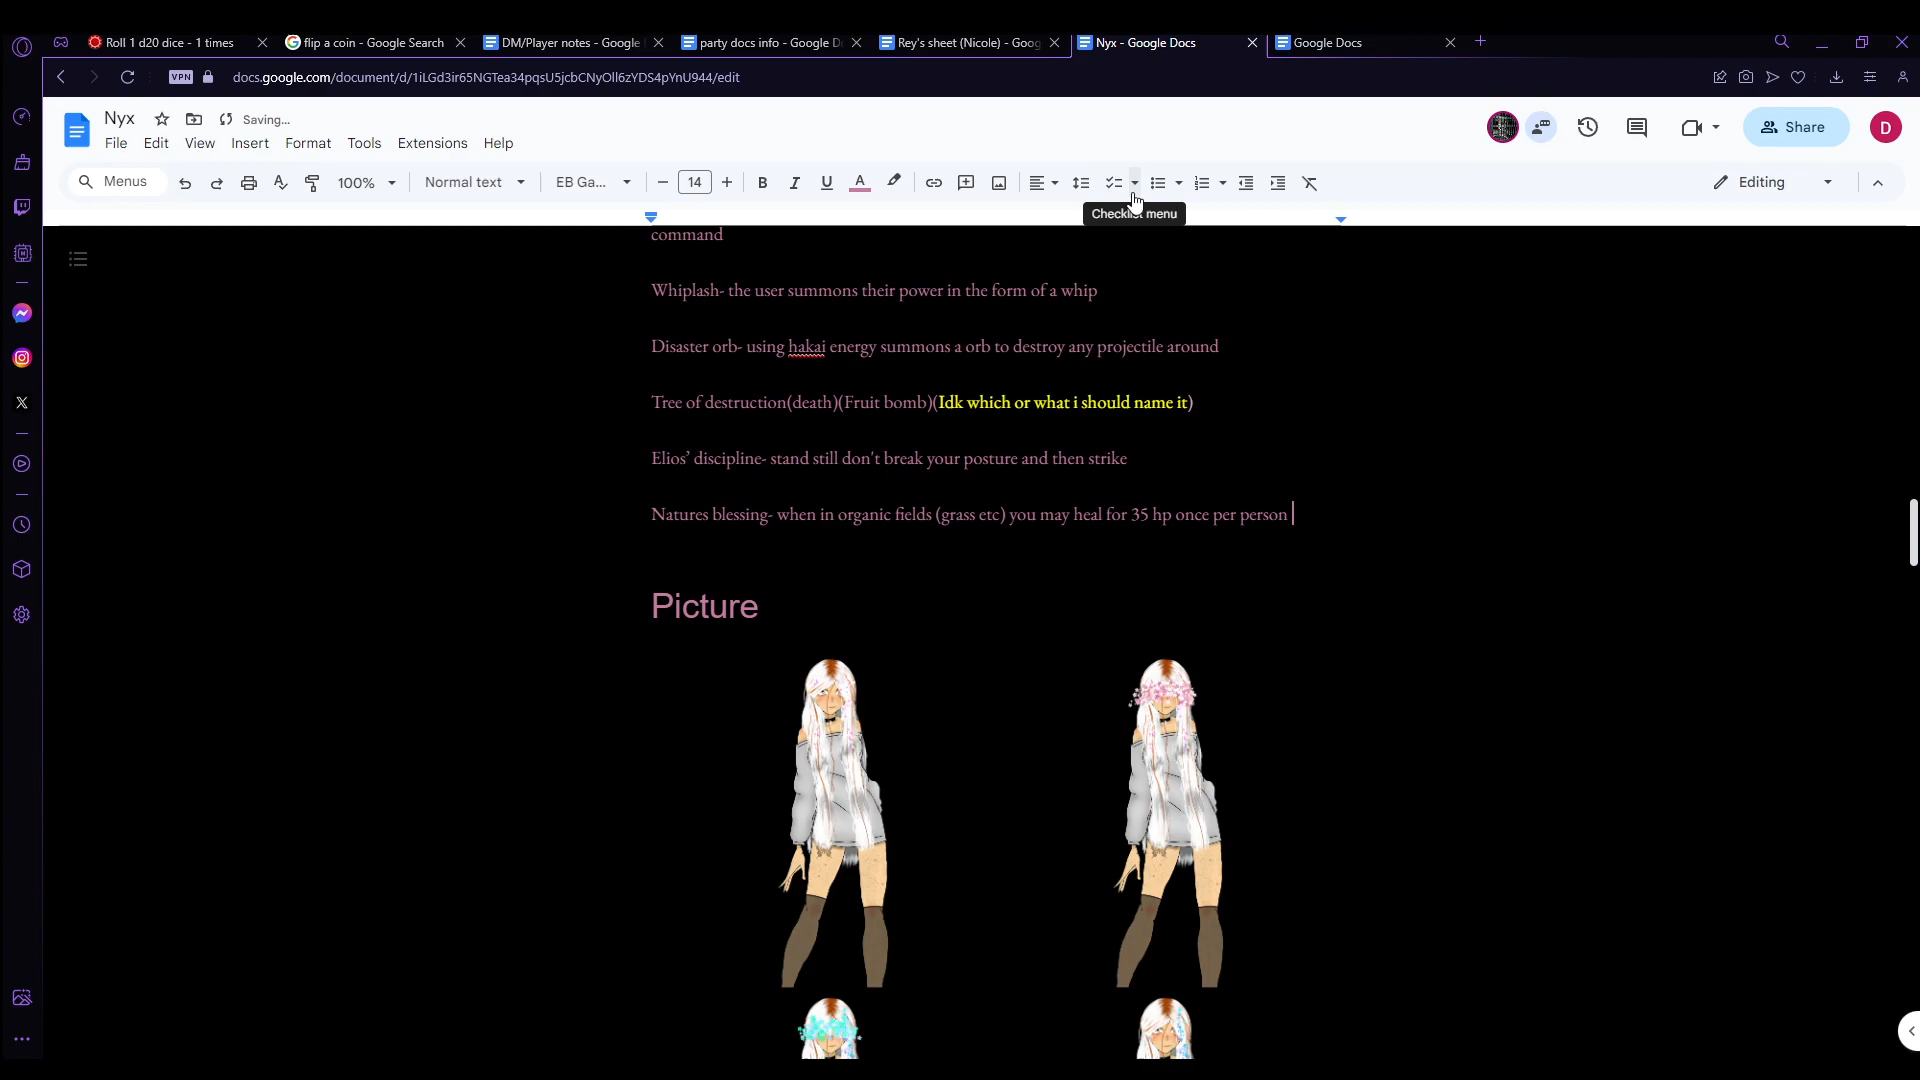 Roll 1 d20 dice - 1 times
flip a coin - Google Search
DM/Player notes - Google
party docs info - Google D
Rey's sheet (Nicole) - Goog
Nyx - Google Docs
Google Docs
VPN
docs.google.com/document/d/1iLGd3ir65NGTea34pqsU5jcbCNyOll6zYDS4pYnU944/edit
Nyx
Saving...
File Edit View Insert Format Tools Extensions Help
Share
D
Menus
100%
Normal text
EB Ga...
14
B I U A
Editing
Checklist menu
command
Whiplash- the user summons their power in the form of a whip
Disaster orb- using hakai energy summons a orb to destroy any projectile around
Tree of destruction(death)(Fruit bomb)(Idk which or what i should name it)
Elios’ discipline- stand still don't break your posture and then strike
Natures blessing- when in organic fields (grass etc) you may heal for 35 hp once per person
Picture